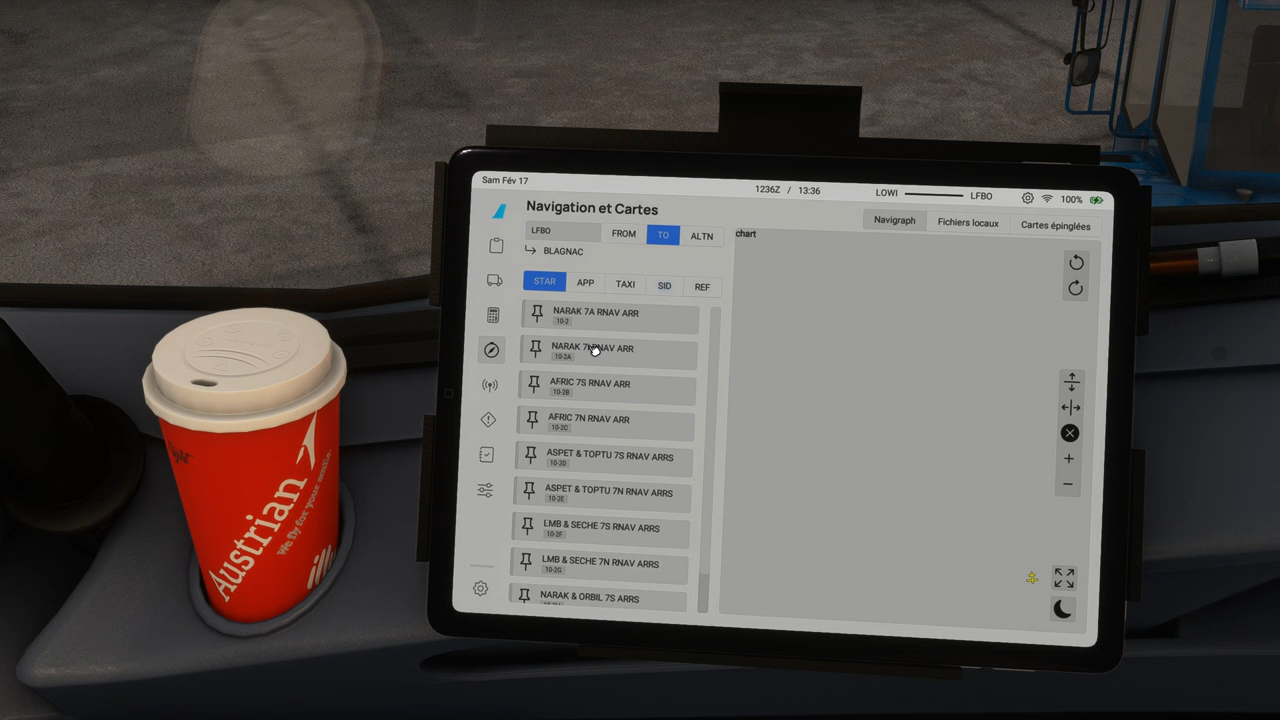 Sam Fév 17
1236Z / 13:36
LOWI LFBO
100%
Navigation et Cartes
Navigraph
Fichiers locaux
Cartes épinglées
LFBO
FROM
TO
ALTN
BLAGNAC
chart
STAR
APP
TAXI
SID
REF
NARAK 7A RNAV ARR
10-2
NARAK RNAV ARR
10-2A
AFRIC 7S RNAV ARR
10-2B
AFRIC 7N RNAV ARR
10-2C
ASPET & TOPTU 7S RNAV ARRS
10-2D
ASPET & TOPTU 7N RNAV ARRS
10-2E
LMB & SECHE 7S RNAV ARRS
10-2F
LMB & SECHE 7N RNAV ARRS
10-2G
NARAK & ORBIL 7S ARRS
Austrian
We fly for your smile.